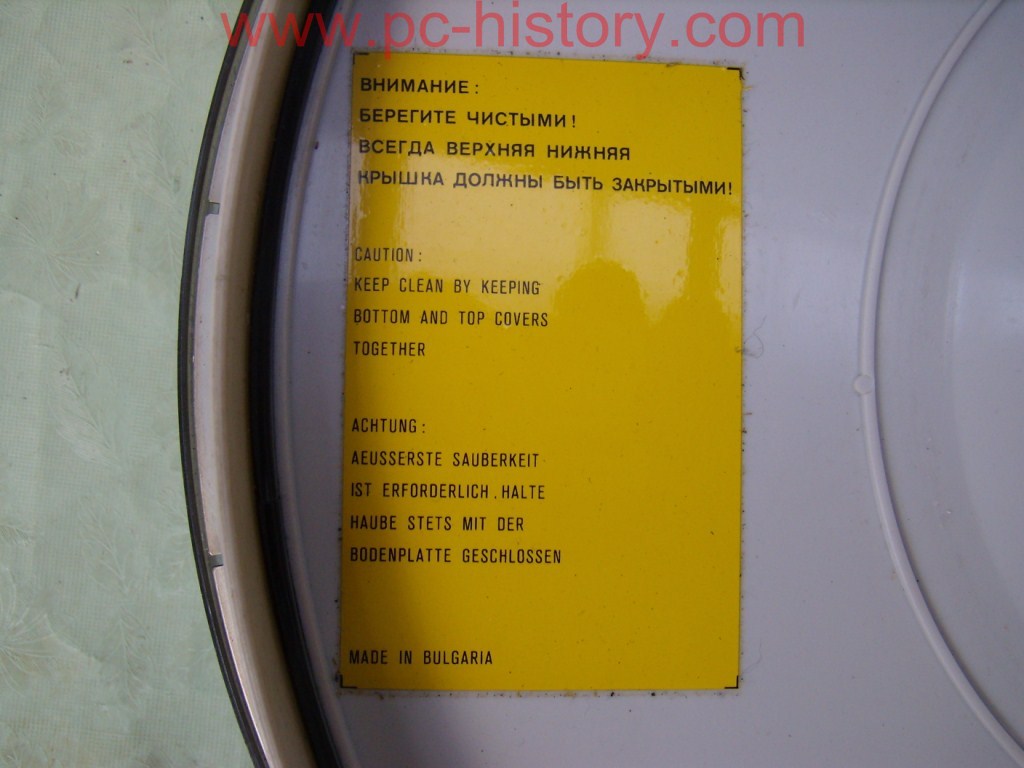 www.pc-history.com
ВНИМАНИЕ:
БЕРЕГИТЕ ЧИСТЫМИ!
ВСЕГДА ВЕРХНЯЯ НИЖНЯЯ
КРЫШКА ДОЛЖНЫ БЫТЬ ЗАКРЫТЫМИ!
CAUTION:
KEEP CLEAN BY KEEPING
BOTTOM AND TOP COVERS
TOGETHER
ACHTUNG:
AEUSSERSTE SAUBERKEIT
IST ERFORDERLICH. HALTE
HAUBE STETS MIT DER
BODENPLATTE GESCHLOSSEN
MADE IN BULGARIA